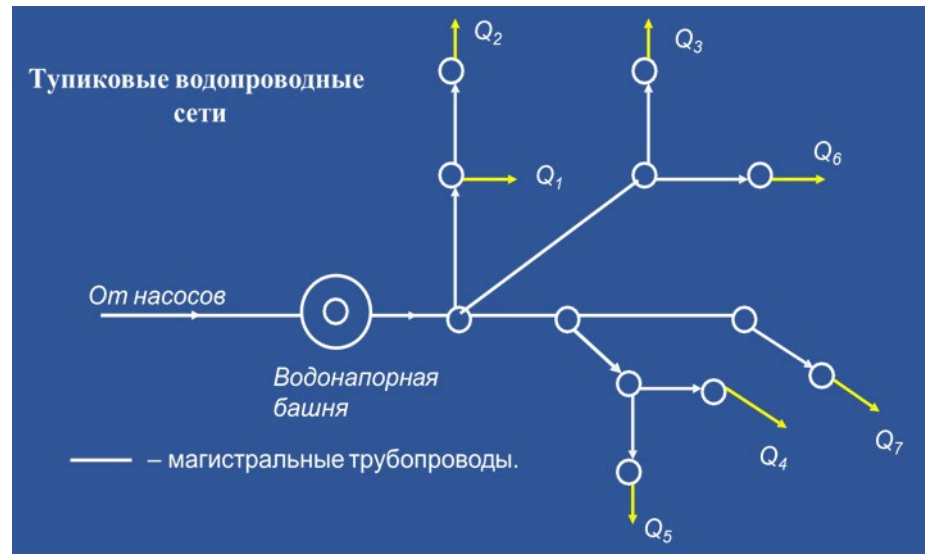 Тупиковые водопроводные
сети
Q2
Q3
Q1
Q6
От насосов
Водонапорная
башня
Q7
Q4
– магистральные трубопроводы.
Q5